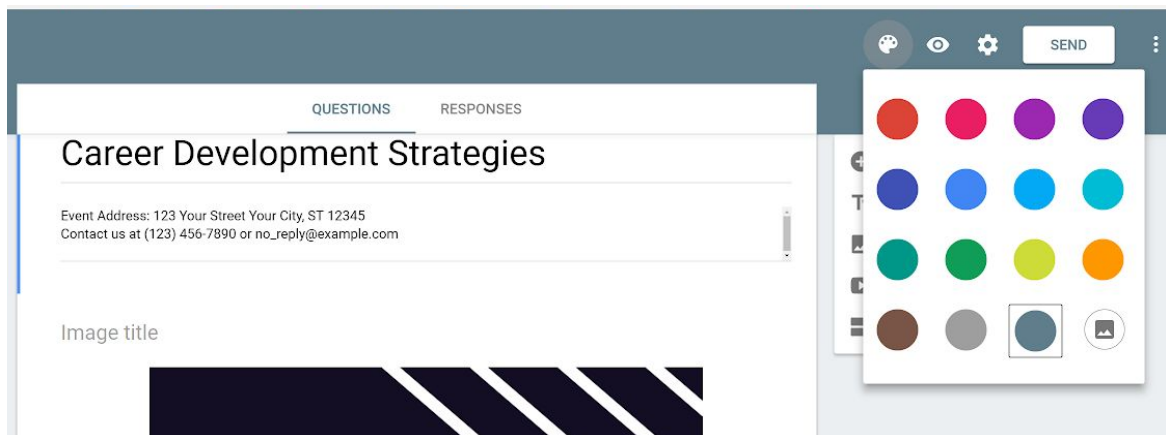 SEND
QUESTIONS RESPONSES
Career Development Strategies
Event Address: 123 Your Street Your City, ST 12345
Contact us at (123) 456-7890 or no_reply@example.com
Image title